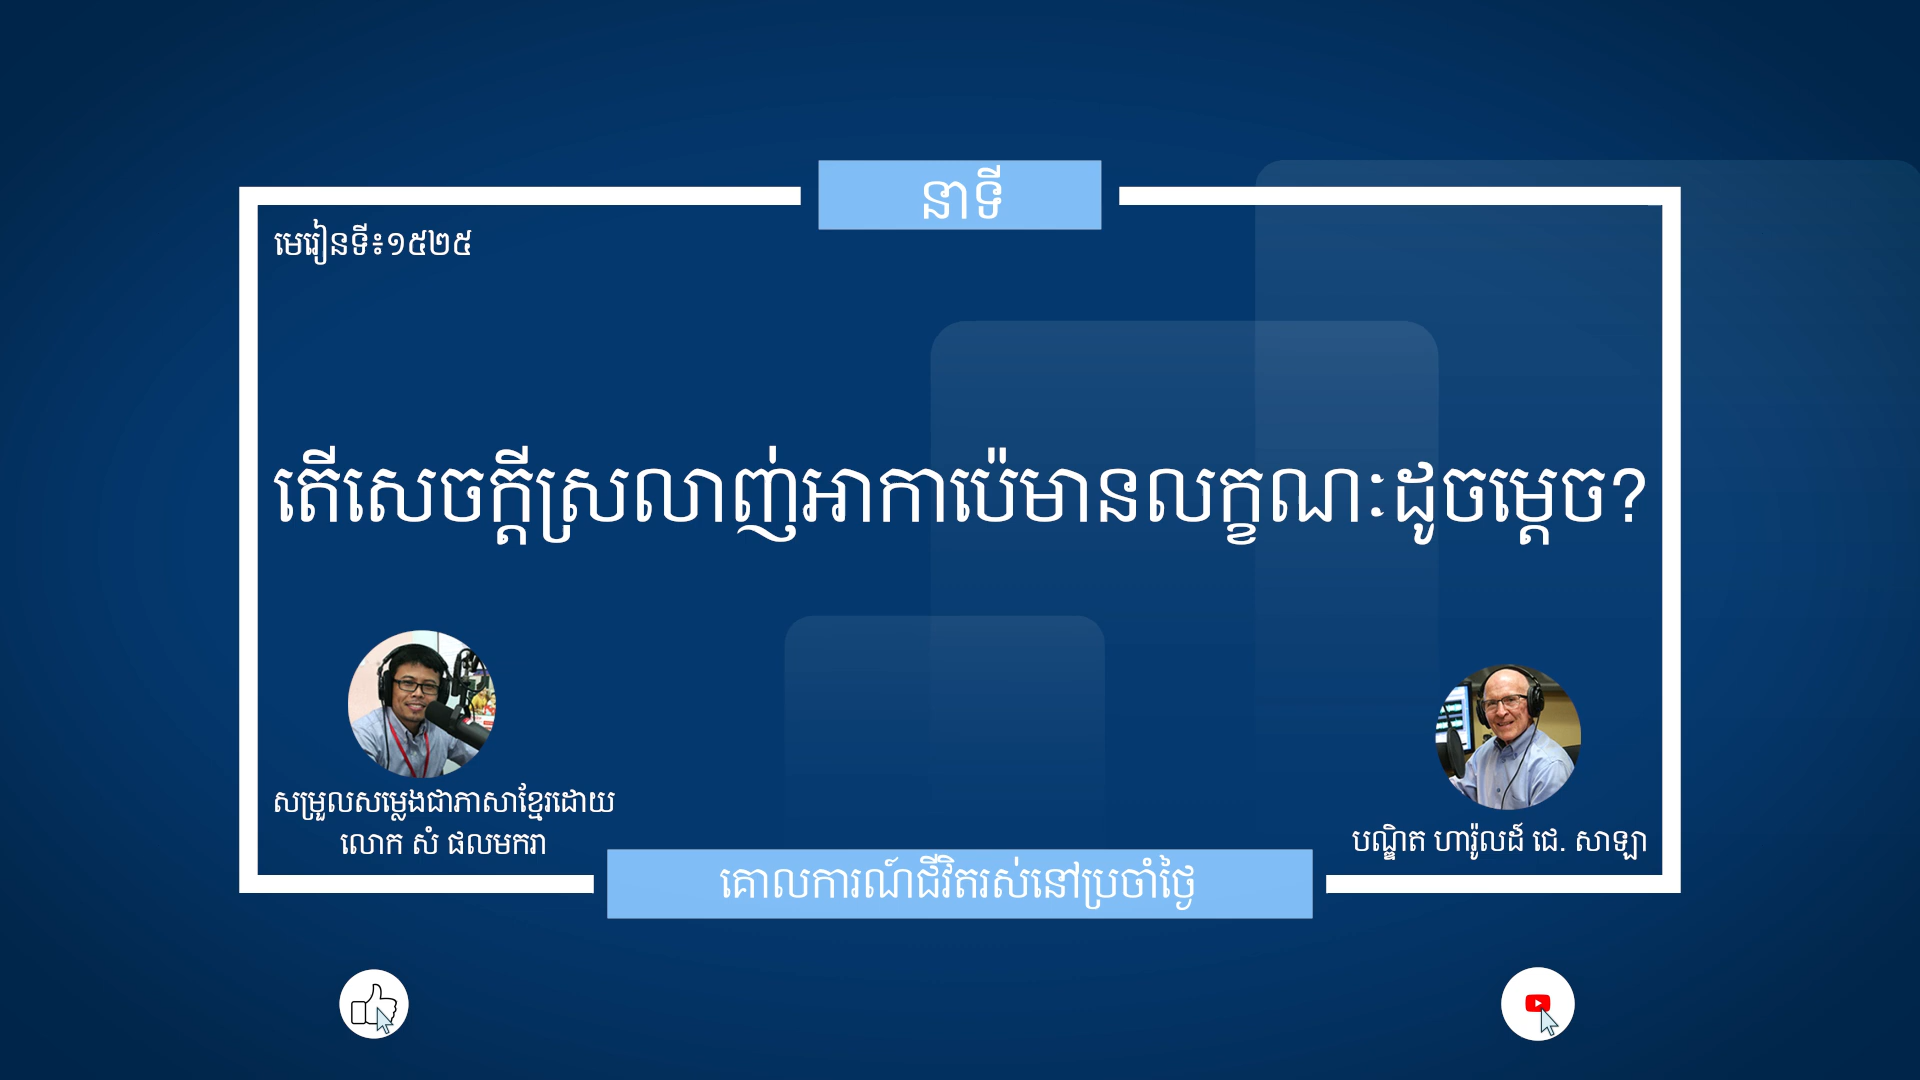 នាទី
មេរៀនទី៖១៥២៥
តើសេចក្ដីស្រលាញ់អាកាប៉េមានលក្ខណៈដូចម្ដេច?
សម្រួលសម្លេងជាភាសាខ្មែរដោយ
លោក សំ ផលមករា
បណ្ឌិត ហារ៉ូលដ៍ ជេ. សាឡា
គោលការណ៍ជីវិតរស់នៅប្រចាំថ្ងៃ